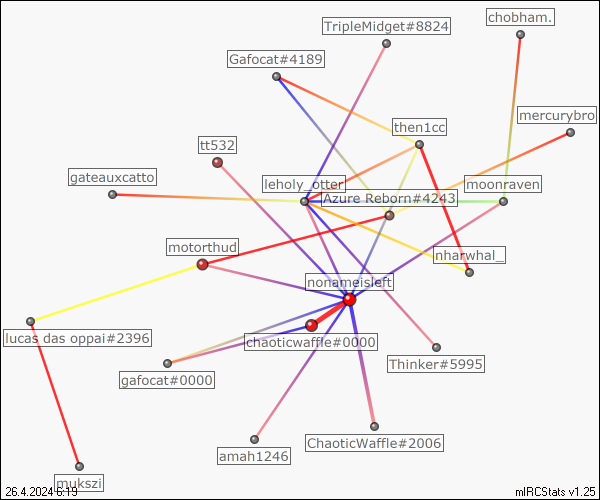 chobham.
TripleMidget#8824
Gafocat#4189
mercurybro
then1cc
tt532
gateauxcatto
leholy_otter
moonraven
Azure Reborn#4243
motorthud
nharwhal_
nonameisleft
lucas das oppai#2396
chaoticwaffle#0000
Thinker#5995
gafocat#0000
ChaoticWaffle#2006
amah1246
mukszi
26.4.2024 6:19
mIRCStats v1.25